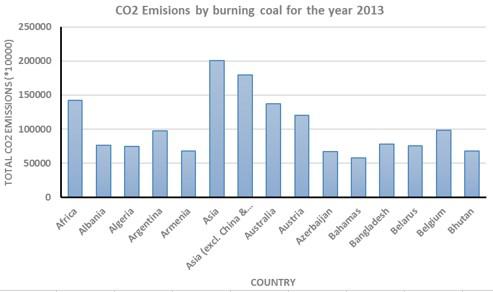 CO2 Emisions by burning coal for the year 2013
TOTAL CO2 EMISSIONS (*10000)
250000
200000
150000
100000
50000
0
Africa
Albania
Algeria
Argentina
Armenia
Asia
Asia (excl. China &...
Australia
Austria
Azerbaijan
Bahamas
Bangladesh
Belarus
Belgium
Bhutan
COUNTRY